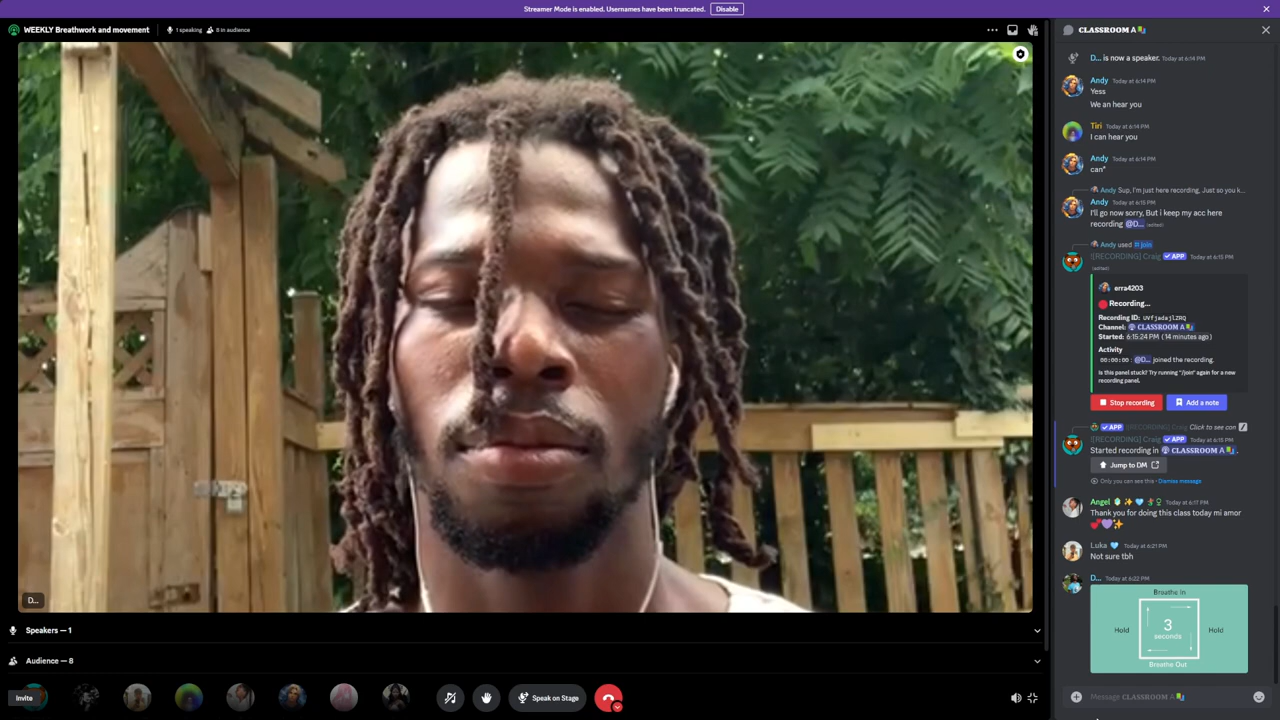 Streamer Mode is enabled. Usernames have been truncated. Disable
WEEKLY Breathwork and movement
1 speaking
8 in audience
D...
Speakers — 1
Audience — 8
Invite
Speak on Stage
CLASSROOM A
D... is now a speaker. Today at 6:14 PM
Andy Today at 6:14 PM
Yess
We an hear you
Tiri Today at 6:14 PM
I can hear you
Andy Today at 6:14 PM
can*
Andy Sup, I'm just here recording, Just so you k...
Andy Today at 6:15 PM
I'll go now sorry, But i keep my acc here
recording @D... (edited)
Andy used join
![RECORDING] Craig APP Today at 6:15 PM
(edited)
erra4203
Recording...
Recording ID:
Channel: CLASSROOM A
Started: 6:15:24 PM (14 minutes ago)
Activity
00:00:00: @D... joined the recording.
Is this panel stuck? Try running "/join" again for a new
recording panel.
Stop recording
Add a note
APP ![RECORDING] Craig Click to see con
![RECORDING] Craig APP Today at 6:15 PM
Started recording in CLASSROOM A.
Jump to DM
Only you can see this • Dismiss message
Angel Today at 6:17 PM
Thank you for doing this class today mi amor
Luka Today at 6:21 PM
Not sure tbh
D... Today at 6:22 PM
Breathe In
Hold
3
seconds
Hold
Breathe Out
Message CLASSROOM A